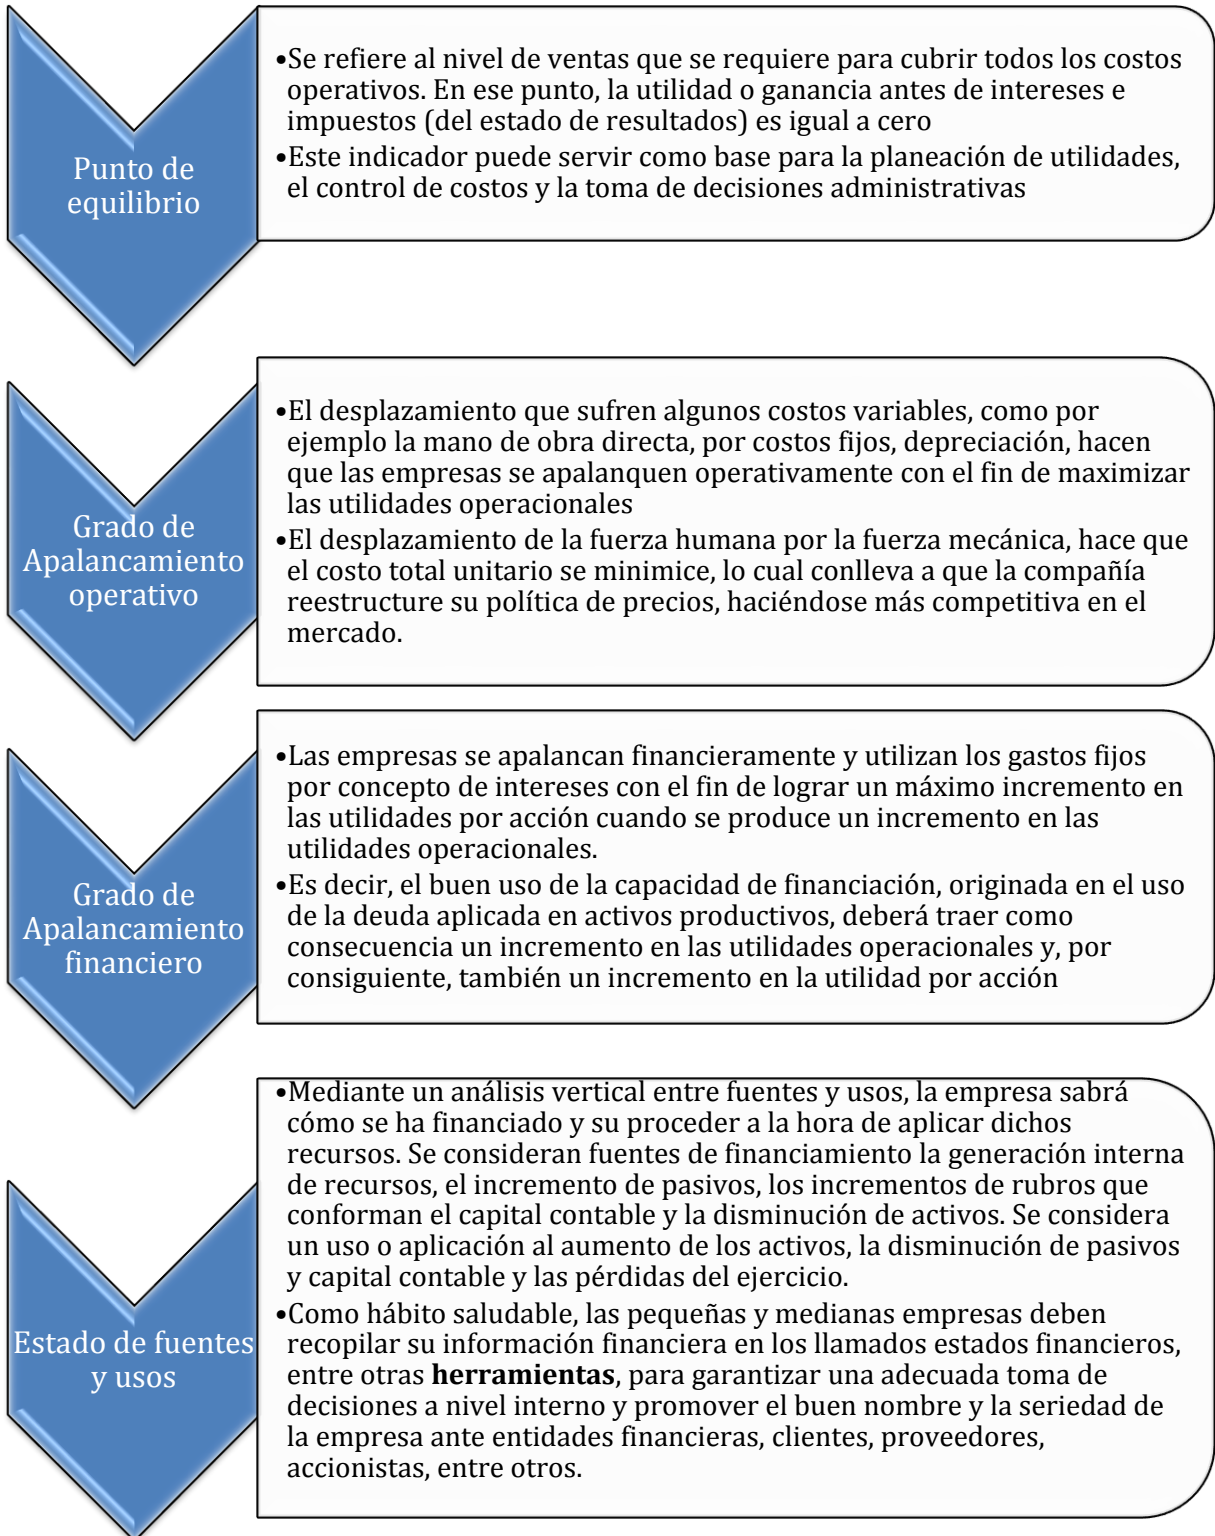 Punto de
equilibrio
•Se refiere al nivel de ventas que se requiere para cubrir todos los costos
operativos. En ese punto, la utilidad o ganancia antes de intereses e
impuestos (del estado de resultados) es igual a cero
•Este indicador puede servir como base para la planeación de utilidades,
el control de costos y la toma de decisiones administrativas
Grado de
Apalancamiento
operativo
•El desplazamiento que sufren algunos costos variables, como por
ejemplo la mano de obra directa, por costos fijos, depreciación, hacen
que las empresas se apalanquen operativamente con el fin de maximizar
las utilidades operacionales
•El desplazamiento de la fuerza humana por la fuerza mecánica, hace que
el costo total unitario se minimice, lo cual conlleva a que la compañía
reestructure su política de precios, haciéndose más competitiva en el
mercado.
Grado de
Apalancamiento
financiero
•Las empresas se apalancan financieramente y utilizan los gastos fijos
por concepto de intereses con el fin de lograr un máximo incremento en
las utilidades por acción cuando se produce un incremento en las
utilidades operacionales.
•Es decir, el buen uso de la capacidad de financiación, originada en el uso
de la deuda aplicada en activos productivos, deberá traer como
consecuencia un incremento en las utilidades operacionales y, por
consiguiente, también un incremento en la utilidad por acción
Estado de fuentes
y usos
•Mediante un análisis vertical entre fuentes y usos, la empresa sabrá
cómo se ha financiado y su proceder a la hora de aplicar dichos
recursos. Se consideran fuentes de financiamiento la generación interna
de recursos, el incremento de pasivos, los incrementos de rubros que
conforman el capital contable y la disminución de activos. Se considera
un uso o aplicación al aumento de los activos, la disminución de pasivos
y capital contable y las pérdidas del ejercicio.
•Como hábito saludable, las pequeñas y medianas empresas deben
recopilar su información financiera en los llamados estados financieros,
entre otras herramientas, para garantizar una adecuada toma de
decisiones a nivel interno y promover el buen nombre y la seriedad de
la empresa ante entidades financieras, clientes, proveedores,
accionistas, entre otros.